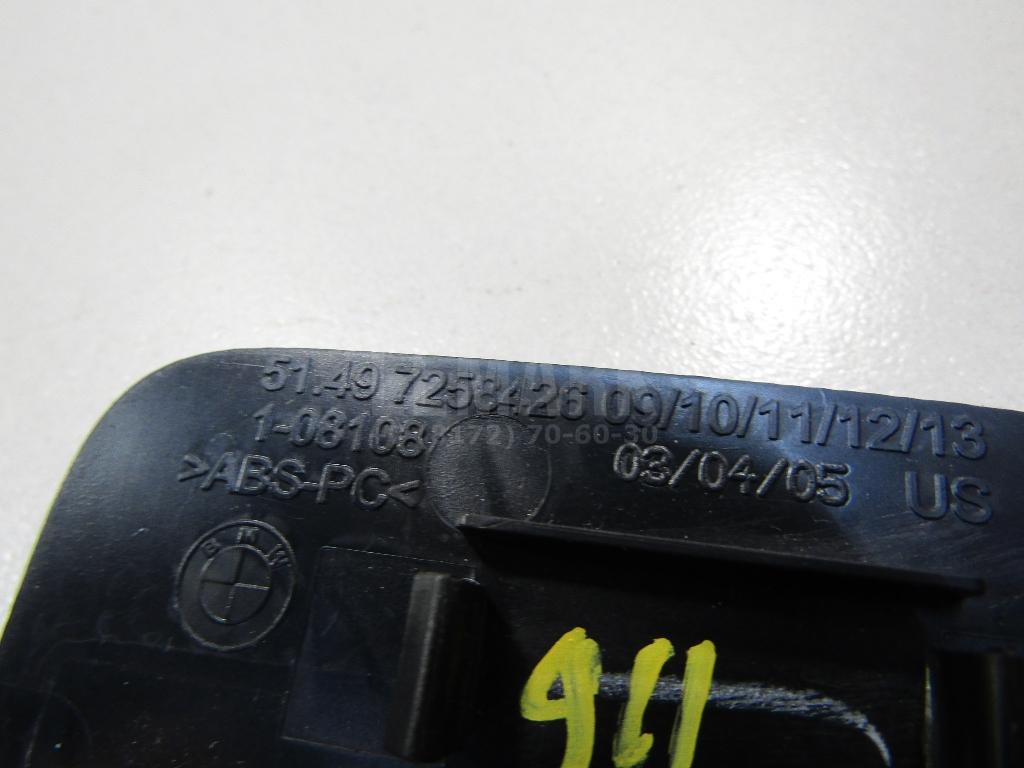 51.49 7258426 09/10/11/12/13
1-08108 172) 70-60-30
03/04/05
>ABS-PC< US
BMW
911